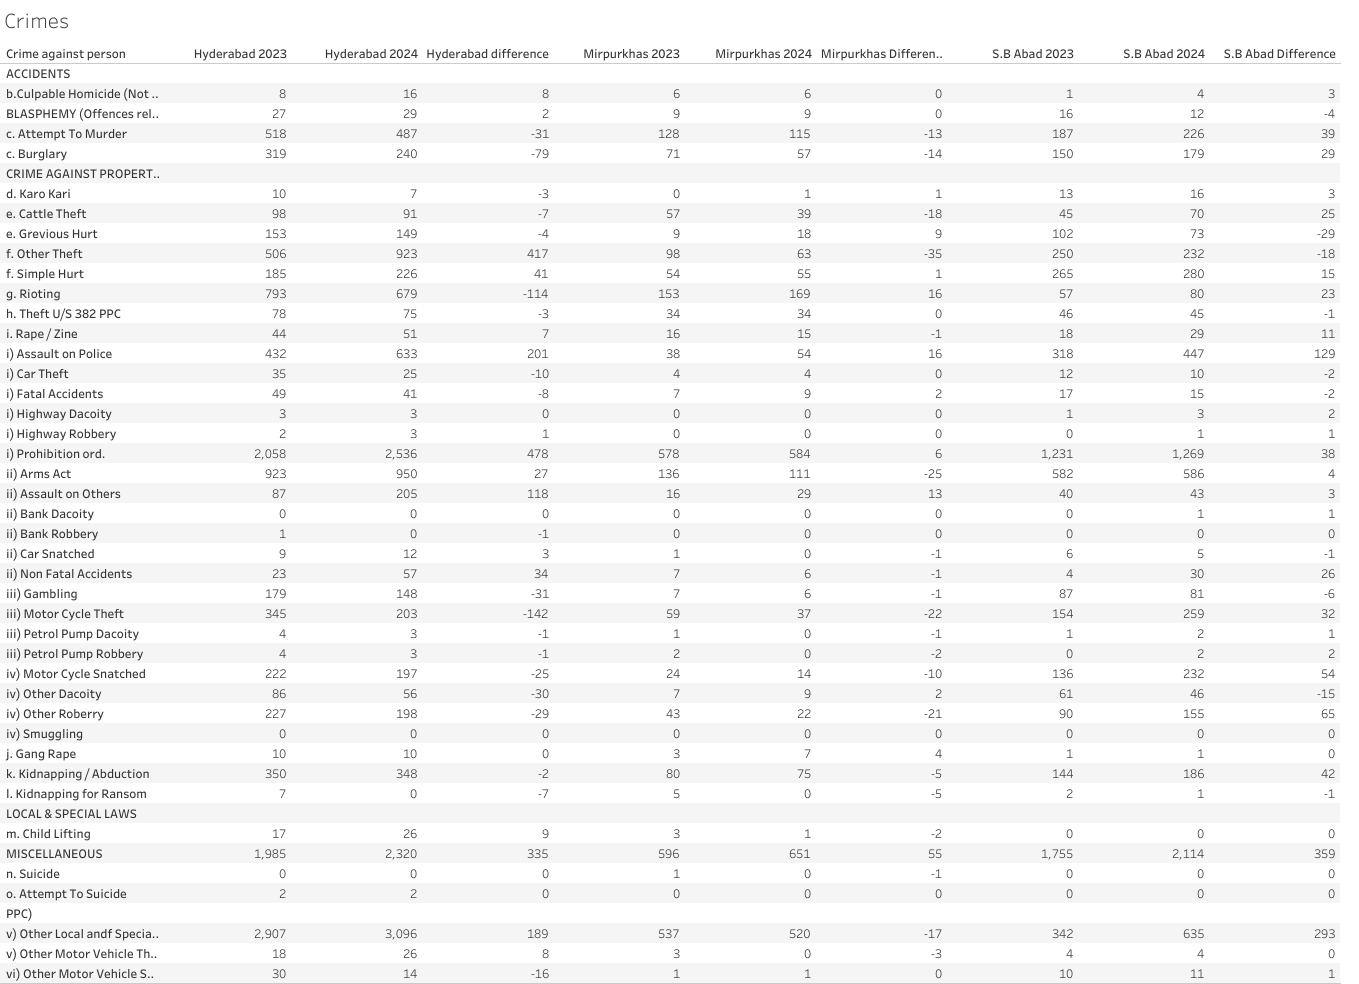 Crimes
Crime against person Hyderabad 2023 Hyderabad 2024 Hyderabad difference Mirpurkhas 2023 Mirpurkhas 2024 Mirpurkhas Differen.. S.B Abad 2023 S.B Abad 2024 S.B Abad Difference
ACCIDENTS
b.Culpable Homicide (Not .. 8 16 8 6 6 0 1 4 3
BLASPHEMY (Offences rel.. 27 29 2 9 9 0 16 12 -4
c. Attempt To Murder 518 487 -31 128 115 -13 187 226 39
c. Burglary 319 240 -79 71 57 -14 150 179 29
CRIME AGAINST PROPERT..
d. Karo Kari 10 7 -3 0 1 1 13 16 3
e. Cattle Theft 98 91 -7 57 39 -18 45 70 25
e. Grevious Hurt 153 149 -4 9 18 9 102 73 -29
f. Other Theft 506 923 417 98 63 -35 250 232 -18
f. Simple Hurt 185 226 41 54 55 1 265 280 15
g. Rioting 793 679 -114 153 169 16 57 80 23
h. Theft U/S 382 PPC 78 75 -3 34 34 0 46 45 -1
i. Rape / Zine 44 51 7 16 15 -1 18 29 11
i) Assault on Police 432 633 201 38 54 16 318 447 129
i) Car Theft 35 25 -10 4 4 0 12 10 -2
i) Fatal Accidents 49 41 -8 7 9 2 17 15 -2
i) Highway Dacoity 3 3 0 0 0 0 1 3 2
i) Highway Robbery 2 3 1 0 0 0 0 1 1
i) Prohibition ord. 2,058 2,536 478 578 584 6 1,231 1,269 38
ii) Arms Act 923 950 27 136 111 -25 582 586 4
ii) Assault on Others 87 205 118 16 29 13 40 43 3
ii) Bank Dacoity 0 0 0 0 0 0 0 1 1
ii) Bank Robbery 1 0 -1 0 0 0 0 0 0
ii) Car Snatched 9 12 3 1 0 -1 6 5 -1
ii) Non Fatal Accidents 23 57 34 7 6 -1 4 30 26
iii) Gambling 179 148 -31 7 6 -1 87 81 -6
iii) Motor Cycle Theft 345 203 -142 59 37 -22 154 259 32
iii) Petrol Pump Dacoity 4 3 -1 1 0 -1 1 2 1
iii) Petrol Pump Robbery 4 3 -1 2 0 -2 0 2 2
iv) Motor Cycle Snatched 222 197 -25 24 14 -10 136 232 54
iv) Other Dacoity 86 56 -30 7 9 2 61 46 -15
iv) Other Roberry 227 198 -29 43 22 -21 90 155 65
iv) Smuggling 0 0 0 0 0 0 0 0 0
j. Gang Rape 10 10 0 3 7 4 1 1 0
k. Kidnapping / Abduction 350 348 -2 80 75 -5 144 186 42
l. Kidnapping for Ransom 7 0 -7 5 0 -5 2 1 -1
LOCAL & SPECIAL LAWS
m. Child Lifting 17 26 9 3 1 -2 0 0 0
MISCELLANEOUS 1,985 2,320 335 596 651 55 1,755 2,114 359
n. Suicide 0 0 0 1 0 -1 0 0 0
o. Attempt To Suicide 2 2 0 0 0 0 0 0 0
PPC)
v) Other Local andf Specia.. 2,907 3,096 189 537 520 -17 342 635 293
v) Other Motor Vehicle Th.. 18 26 8 3 0 -3 4 4 0
vi) Other Motor Vehicle S.. 30 14 -16 1 1 0 10 11 1